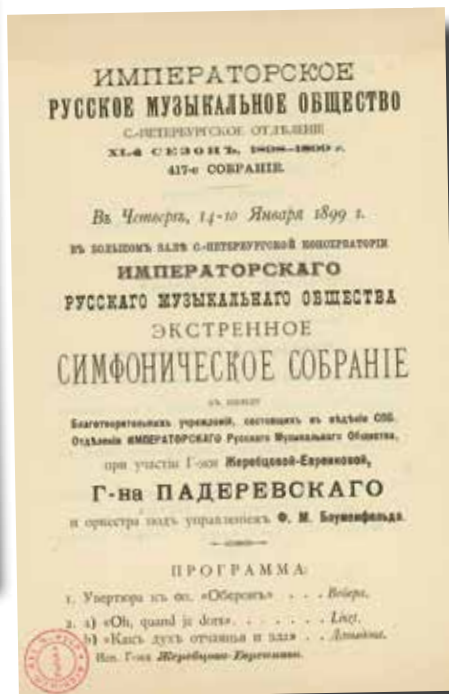 ИМПЕРАТОРСКОЕ
РУССКОЕ МУЗЫКАЛЬНОЕ ОБЩЕСТВО
С.-ПЕТЕРБУРГСКОЕ ОТДѢЛЕНІЕ
XL-й СЕЗОНЪ, 1898–1899 г.
417-е СОБРАНІЕ.
Въ Четвергъ, 14-го Января 1899 г.
ВЪ БОЛЬШОМЪ ЗАЛѢ С.-ПЕТЕРБУРГСКОЙ КОНСЕРВАТОРІИ
ИМПЕРАТОРСКАГО
РУССКАГО МУЗЫКАЛЬНАГО ОБЩЕСТВА
ЭКСТРЕННОЕ
СИМФОНИЧЕСКОЕ СОБРАНІЕ
въ пользу
Благотворительныхъ учрежденій, состоящихъ въ вѣдѣніи СПБ.
Отдѣленія ИМПЕРАТОРСКАГО Русскаго Музыкальнаго Общества,
при участіи Г-жи Жеребцовой-Евреиновой,
Г-на ПАДЕРЕВСКАГО
и оркестра подъ управленіемъ Ф. М. Блуменфельда.
ПРОГРАММА:
1. Увертюра къ оп. «Оберонъ» . . . Вебера.
2. a) «Oh, quand je dors» . . . . . . . Liszt.
b) «Какъ духъ отчаянья и зла» . . Давыдова.
Исп. Г-жа Жеребцова-Евреинова.